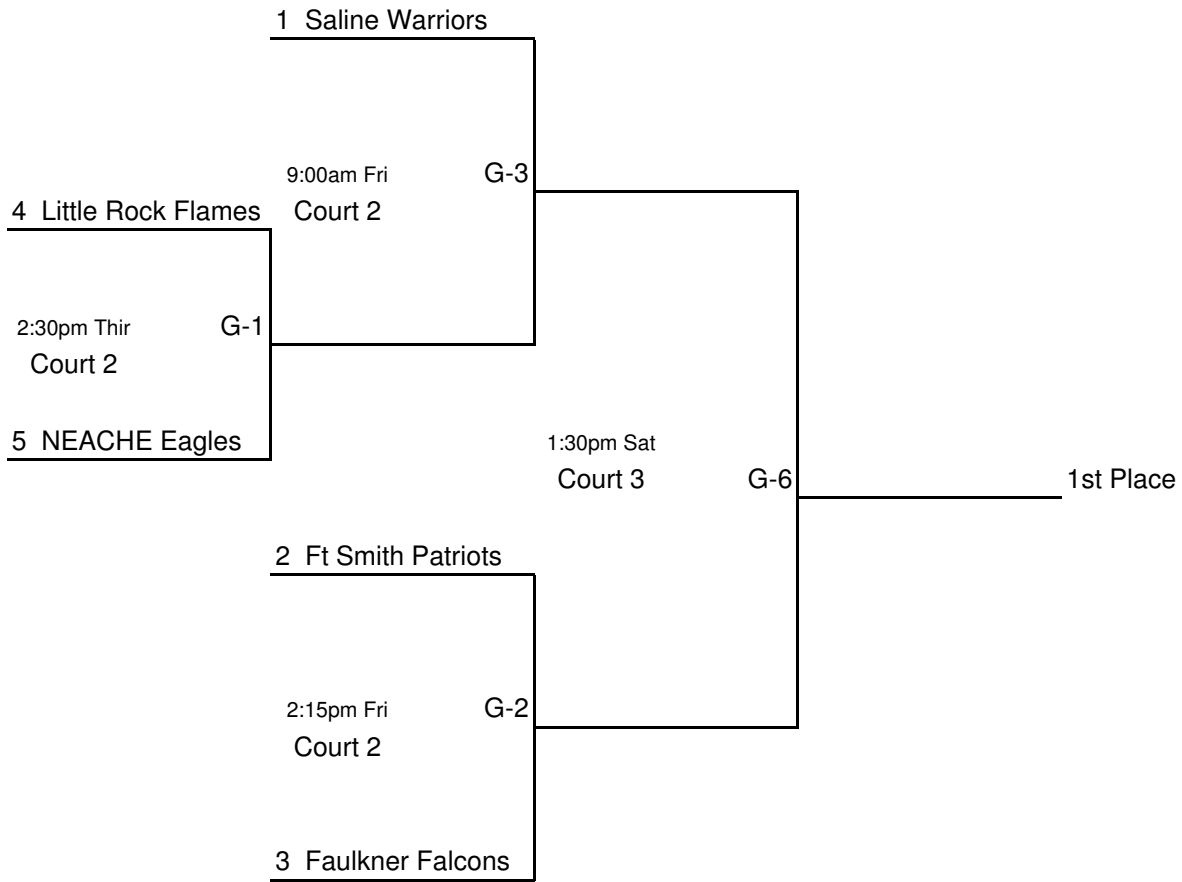 1 Saline Warriors
9:00am Fri
G-3
Court 2
4 Little Rock Flames
2:30pm Thir
G-1
Court 2
5 NEACHE Eagles
1:30pm Sat
Court 3
G-6
1st Place
2 Ft Smith Patriots
2:15pm Fri
G-2
Court 2
3 Faulkner Falcons